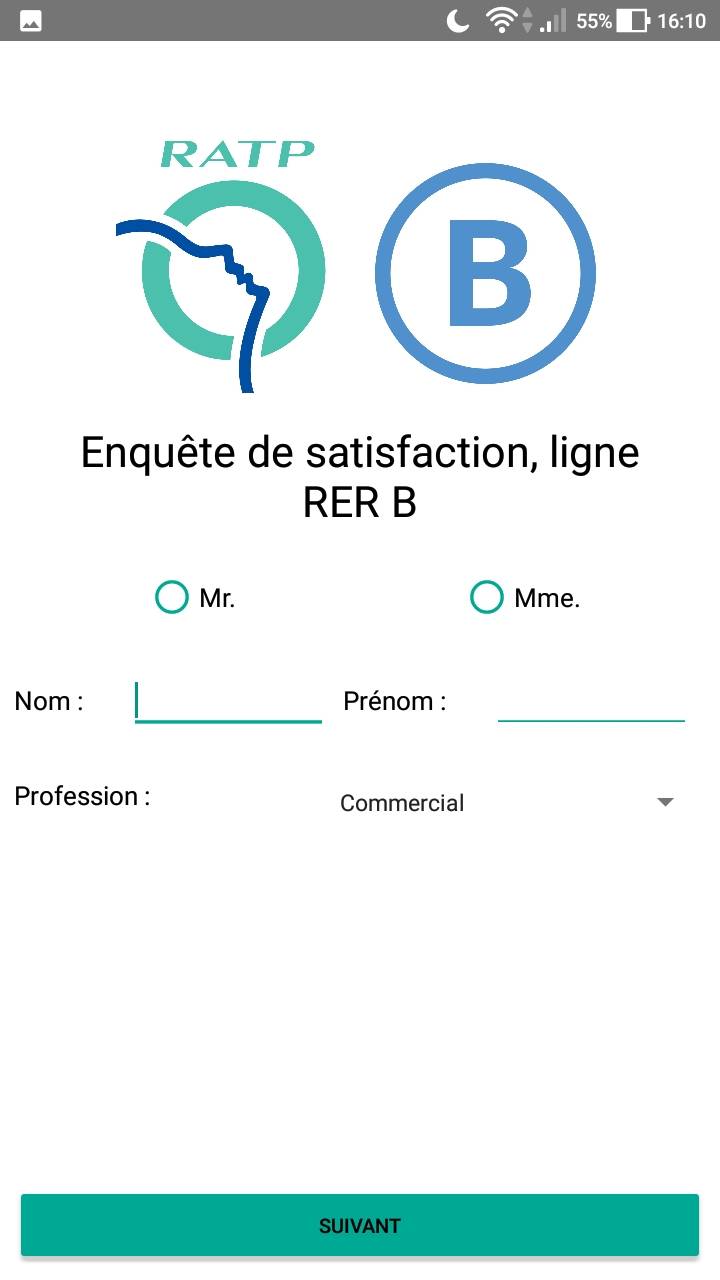 55% 16:10
RATP
B
Enquête de satisfaction, ligne
RER B
Mr. Mme.
Nom : Prénom :
Profession : Commercial
SUIVANT